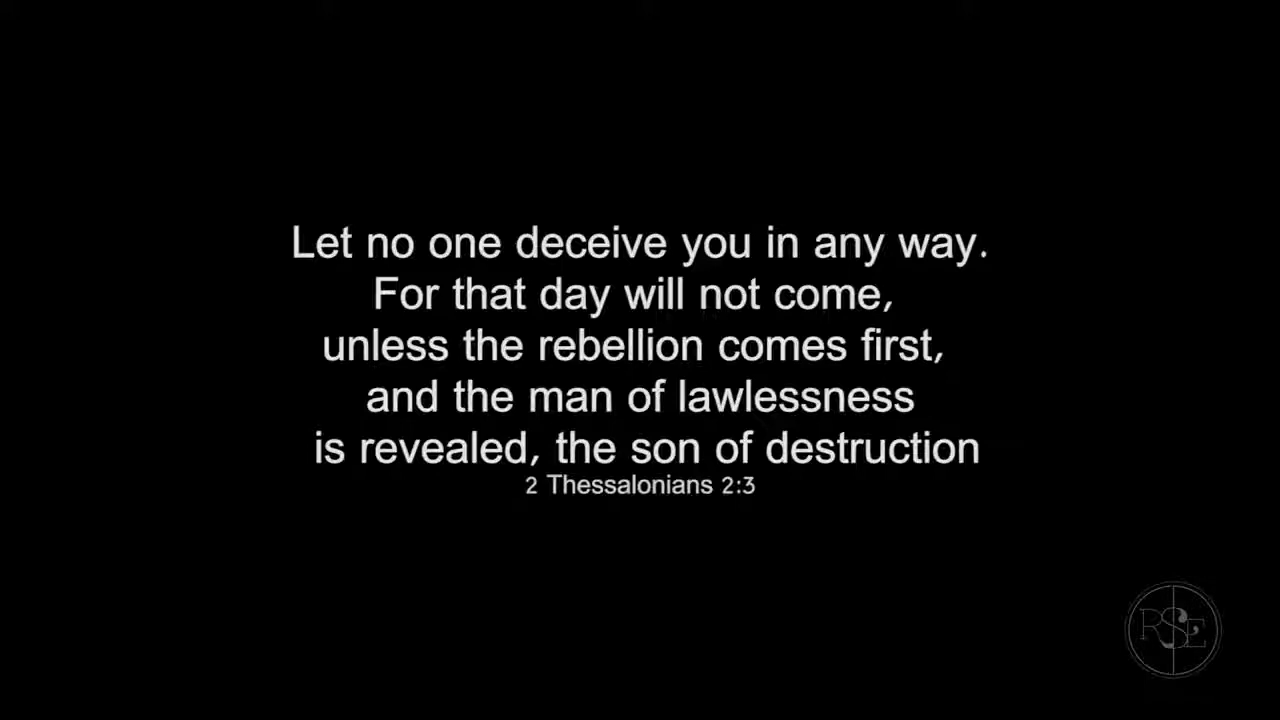 Let no one deceive you in any way.
For that day will not come,
unless the rebellion comes first,
and the man of lawlessness
is revealed, the son of destruction
2 Thessalonians 2:3
RSE